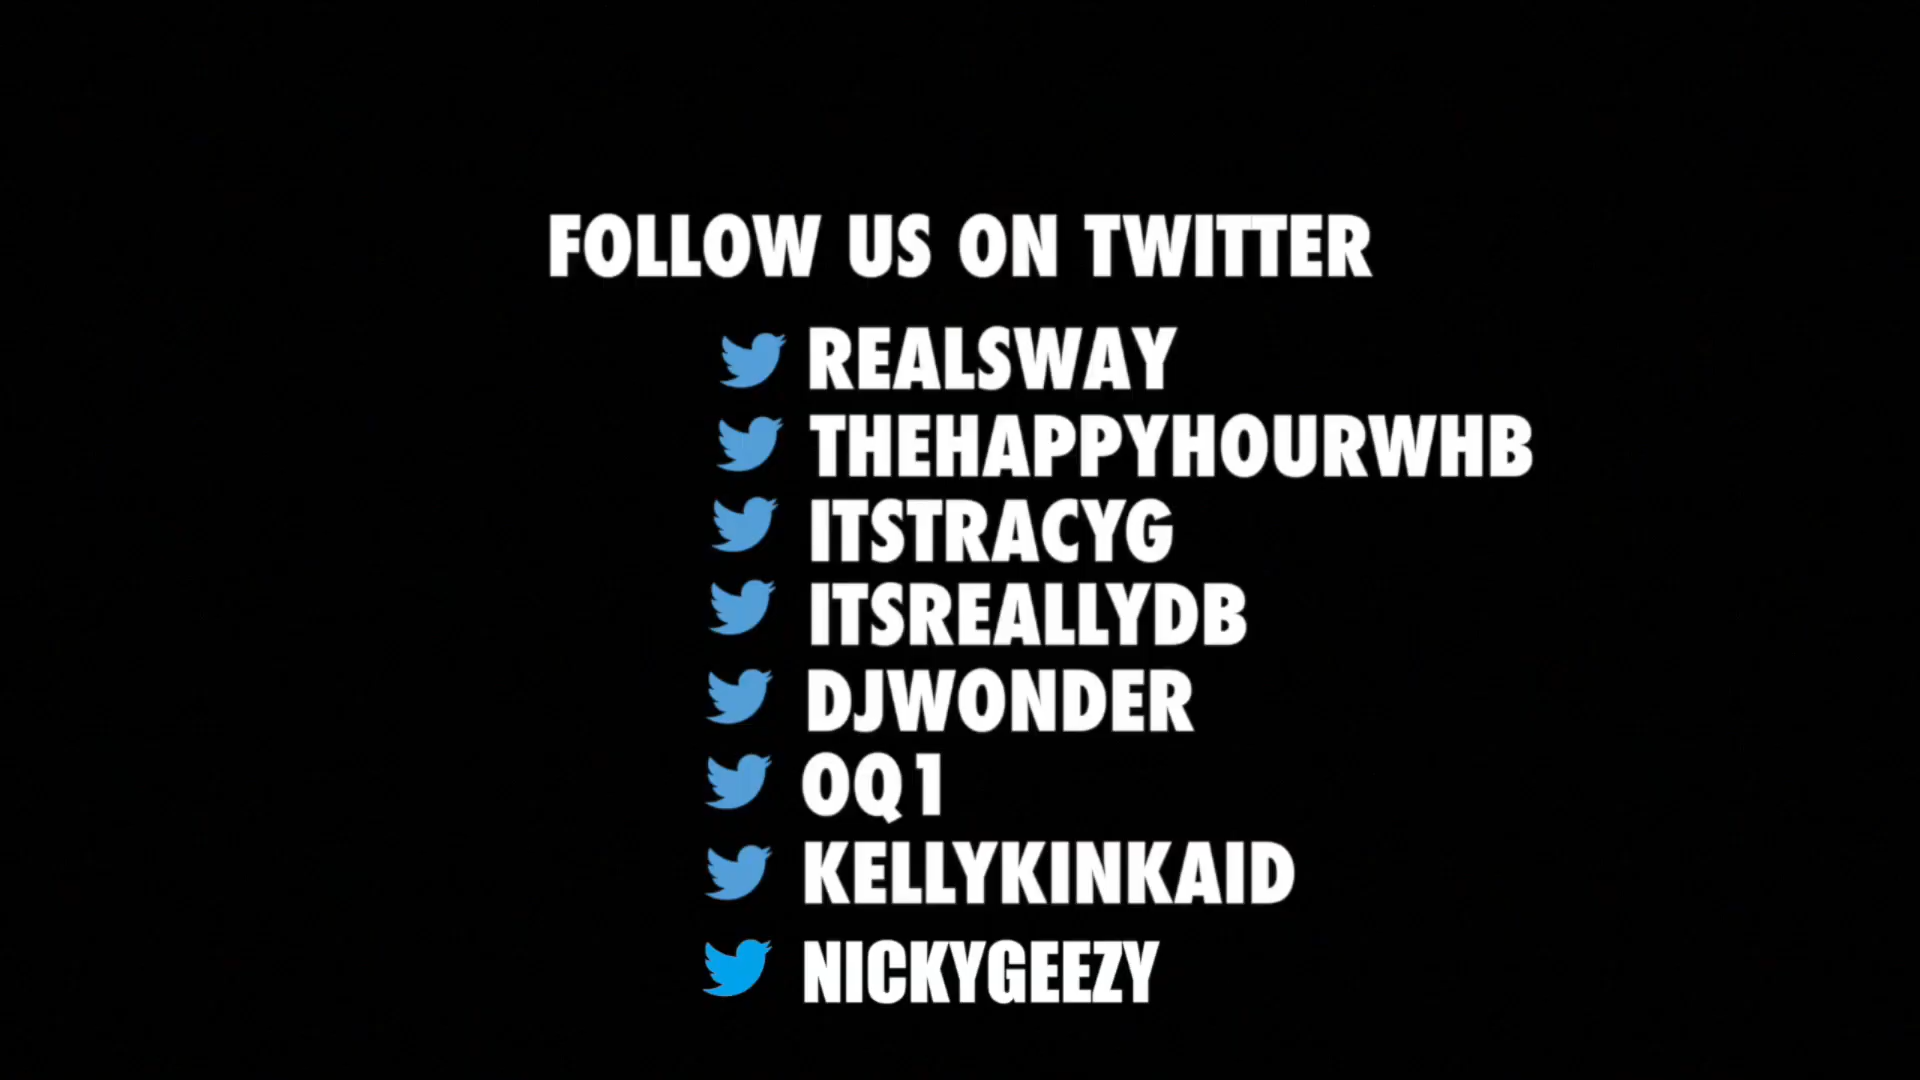 FOLLOW US ON TWITTER
REALSWAY
THEHAPPYHOURWHB
ITSTRACYG
ITSREALLYDB
DJWONDER
OQ1
KELLYKINKAID
NICKYGEEZY